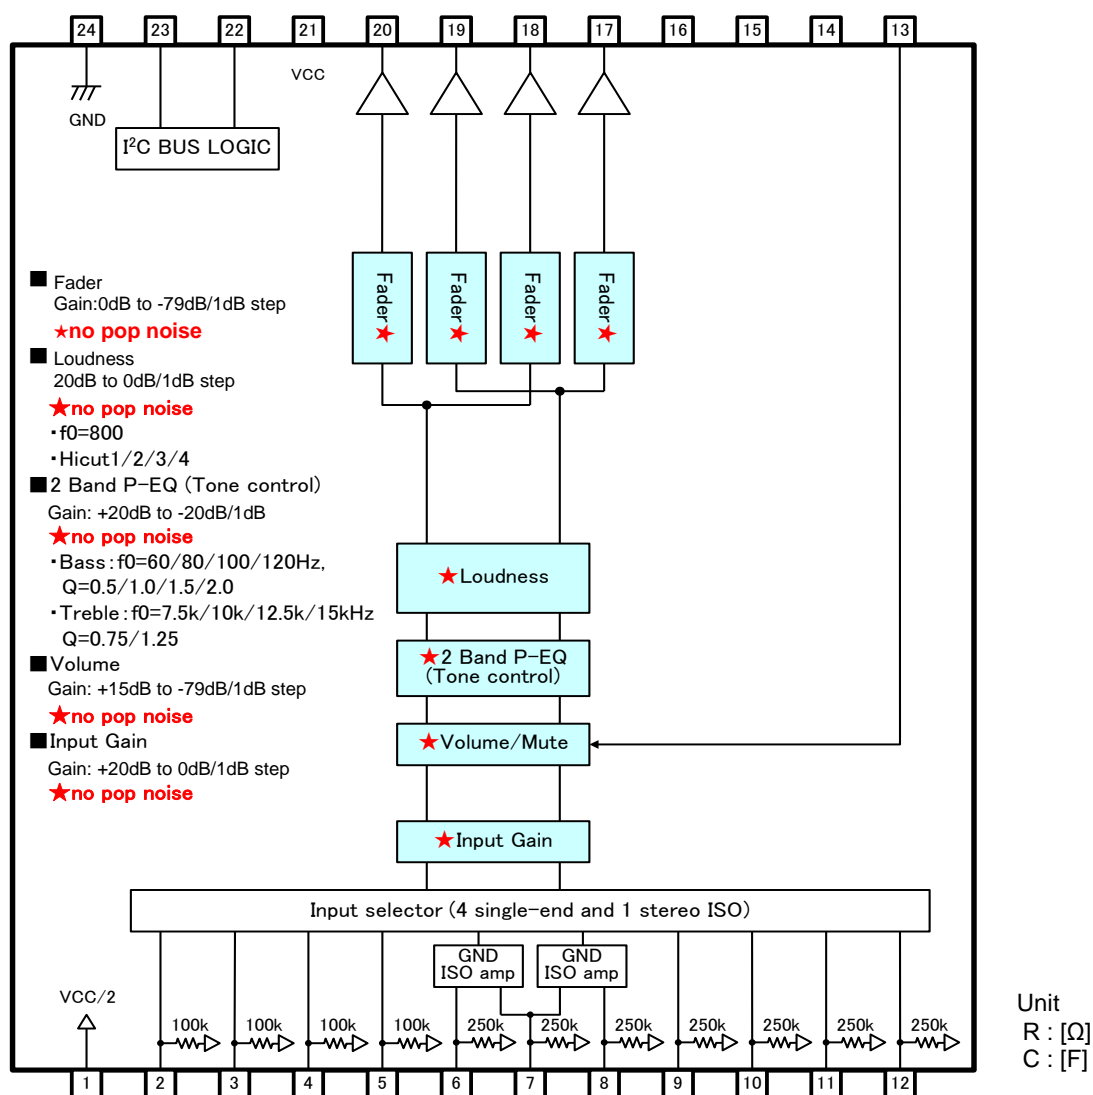 24 23 22 21 20 19 18 17 16 15 14 13
VCC
GND
I²C BUS LOGIC
Fader★ Fader★ Fader★ Fader★
■ Fader
Gain:0dB to -79dB/1dB step
★no pop noise
■ Loudness
20dB to 0dB/1dB step
★no pop noise
・f0=800
・Hicut1/2/3/4
■2 Band P-EQ (Tone control)
Gain: +20dB to -20dB/1dB
★no pop noise
・Bass:f0=60/80/100/120Hz,
Q=0.5/1.0/1.5/2.0
・Treble:f0=7.5k/10k/12.5k/15kHz
Q=0.75/1.25
■Volume
Gain: +15dB to -79dB/1dB step
★no pop noise
■Input Gain
Gain: +20dB to 0dB/1dB step
★no pop noise
★Loudness
★2 Band P-EQ
(Tone control)
★Volume/Mute
★Input Gain
Input selector (4 single-end and 1 stereo ISO)
GND
ISO amp
GND
ISO amp
VCC/2
100k 100k 100k 100k 250k 250k 250k 250k 250k 250k 250k
1 2 3 4 5 6 7 8 9 10 11 12
Unit
R : [Ω]
C : [F]